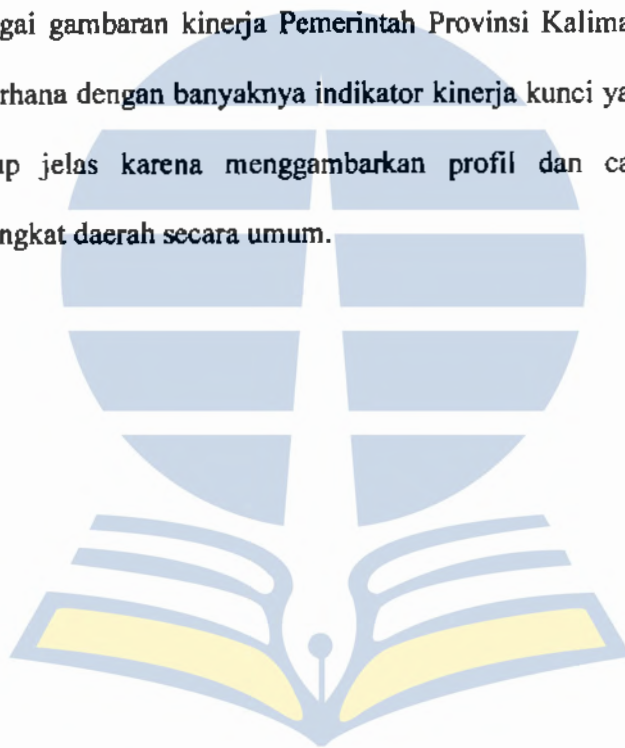 gai gambaran kinerja Pemerintah Provinsi Kalima
rhana dengan banyaknya indikator kinerja kunci ya
up jelas karena menggambarkan profil dan ca
ngkat daerah secara umum.